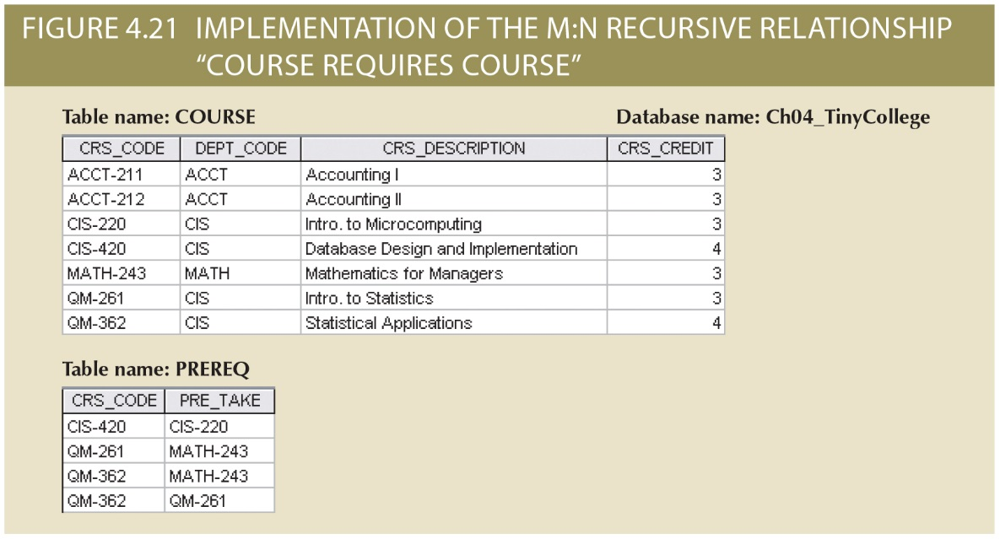 FIGURE 4.21 IMPLEMENTATION OF THE M:N RECURSIVE RELATIONSHIP
“COURSE REQUIRES COURSE”
Table name: COURSE Database name: Ch04_TinyCollege
CRS_CODE DEPT_CODE CRS_DESCRIPTION CRS_CREDIT
ACCT-211 ACCT Accounting I 3
ACCT-212 ACCT Accounting II 3
CIS-220 CIS Intro. to Microcomputing 3
CIS-420 CIS Database Design and Implementation 4
MATH-243 MATH Mathematics for Managers 3
QM-261 CIS Intro. to Statistics 3
QM-362 CIS Statistical Applications 4
Table name: PREREQ
CRS_CODE PRE_TAKE
CIS-420 CIS-220
QM-261 MATH-243
QM-362 MATH-243
QM-362 QM-261